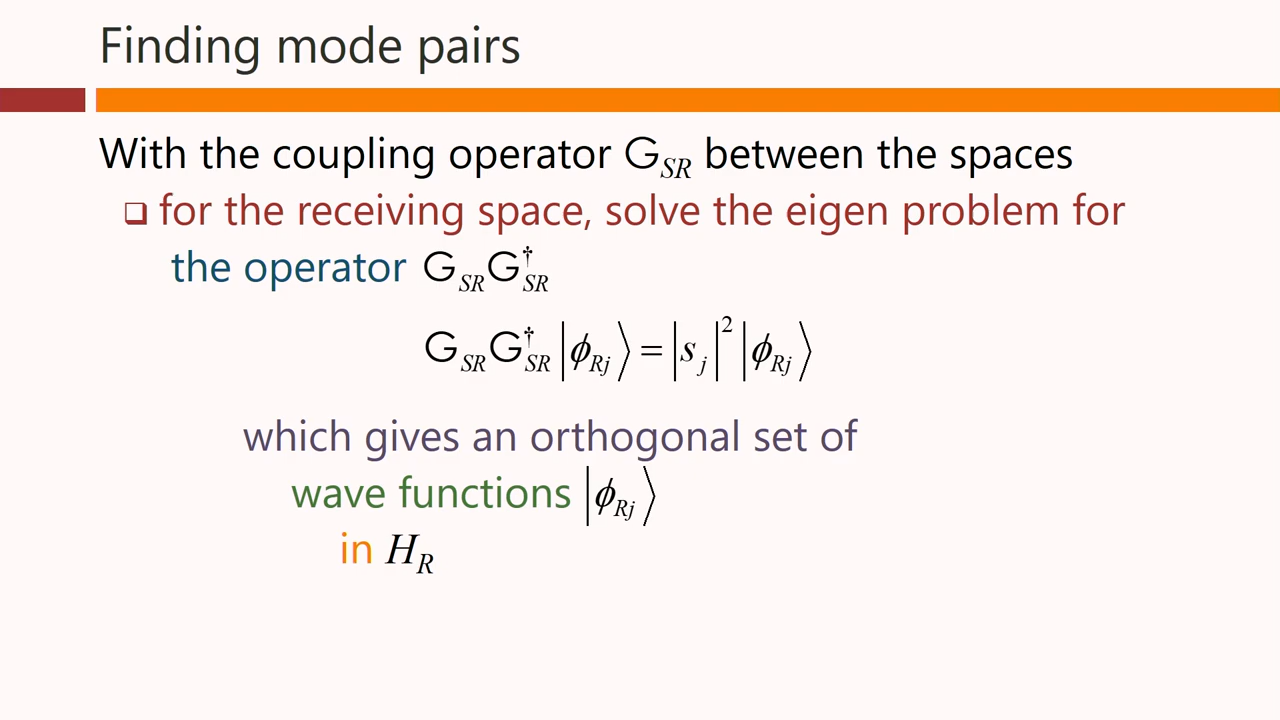 Finding mode pairs
With the coupling operator G_SR between the spaces
❑ for the receiving space, solve the eigen problem for
the operator G_SR G_SR^†
G_SR G_SR^† |ϕ_Rj⟩ = |s_j|^2 |ϕ_Rj⟩
which gives an orthogonal set of
wave functions |ϕ_Rj⟩
in H_R